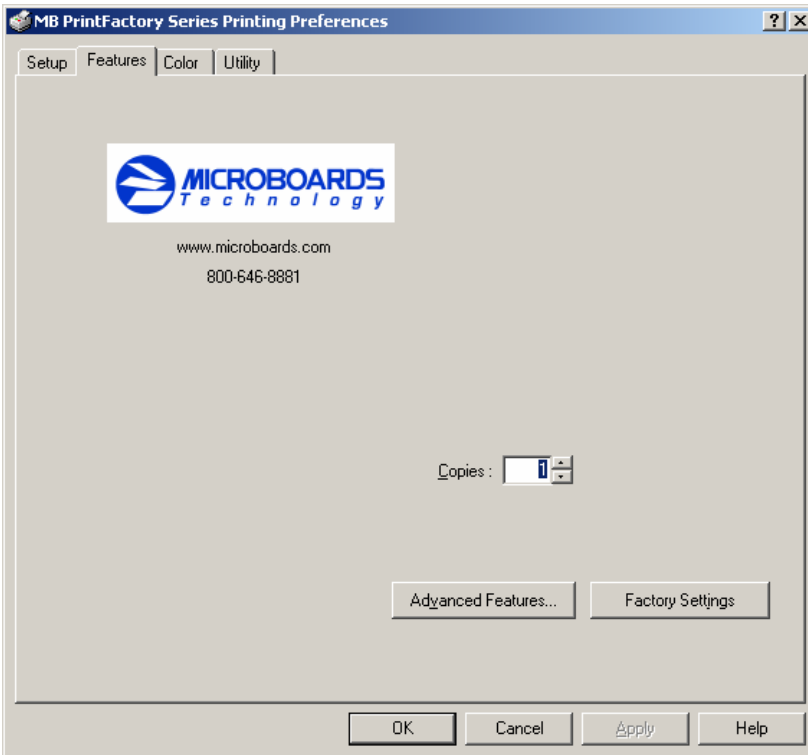 MB PrintFactory Series Printing Preferences
Setup Features Color Utility
MICROBOARDS
Technology
www.microboards.com
800-646-8881
Copies : 1
Advanced Features... Factory Settings
OK Cancel Apply Help